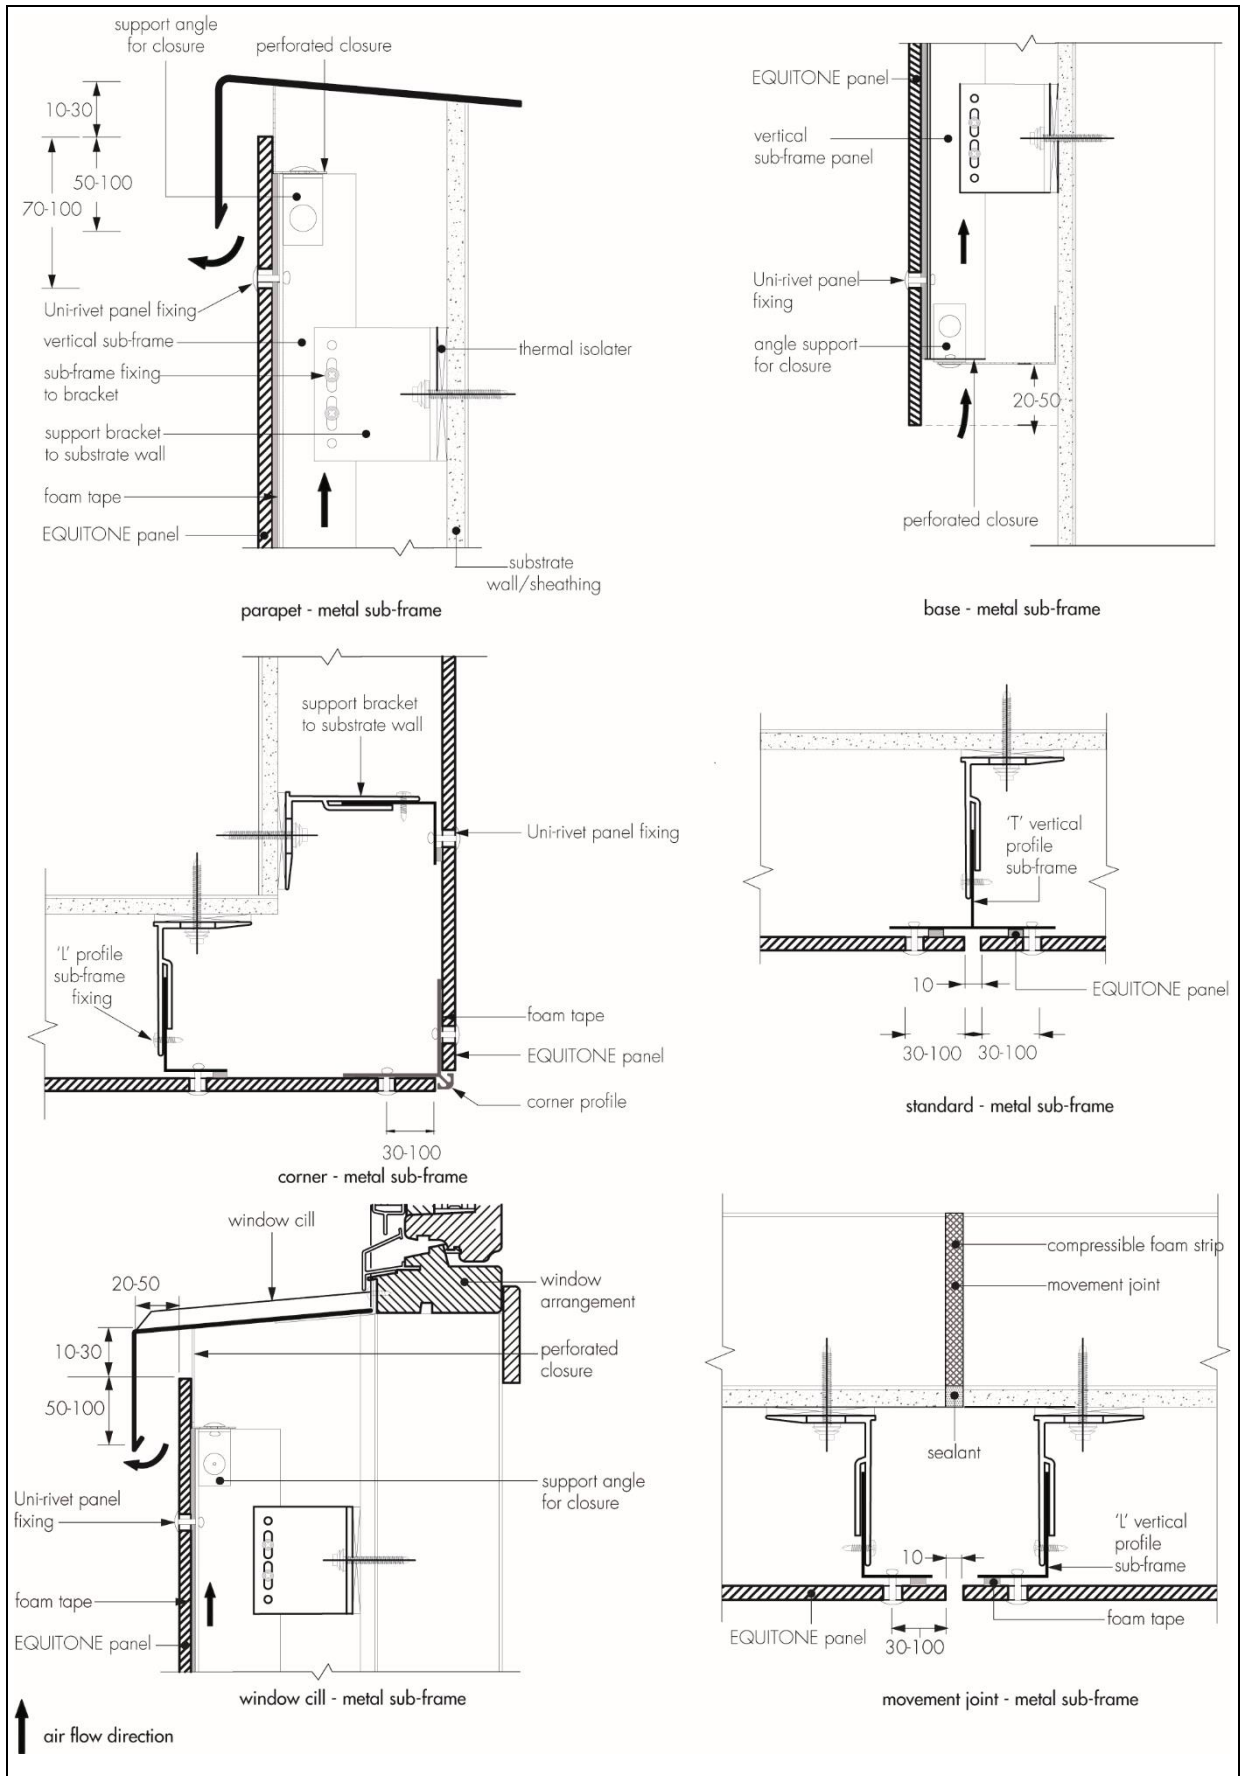 support angle
for closure
perforated closure
10-30
50-100
70-100
Uni-rivet panel fixing
vertical sub-frame
sub-frame fixing
to bracket
support bracket
to substrate wall
foam tape
EQUITONE panel
thermal isolater
substrate
wall/sheathing
parapet - metal sub-frame
EQUITONE panel
vertical
sub-frame panel
Uni-rivet panel
fixing
angle support
for closure
20-50
perforated closure
base - metal sub-frame
support bracket
to substrate wall
Uni-rivet panel fixing
'L' profile
sub-frame
fixing
foam tape
EQUITONE panel
corner profile
30-100
corner - metal sub-frame
'T' vertical
profile
sub-frame
10
EQUITONE panel
30-100 30-100
standard - metal sub-frame
window cill
20-50
window
arrangement
10-30
perforated
closure
50-100
support angle
for closure
Uni-rivet panel
fixing
foam tape
EQUITONE panel
window cill - metal sub-frame
air flow direction
compressible foam strip
movement joint
sealant
'L' vertical
profile
sub-frame
10
foam tape
EQUITONE panel
30-100
movement joint - metal sub-frame